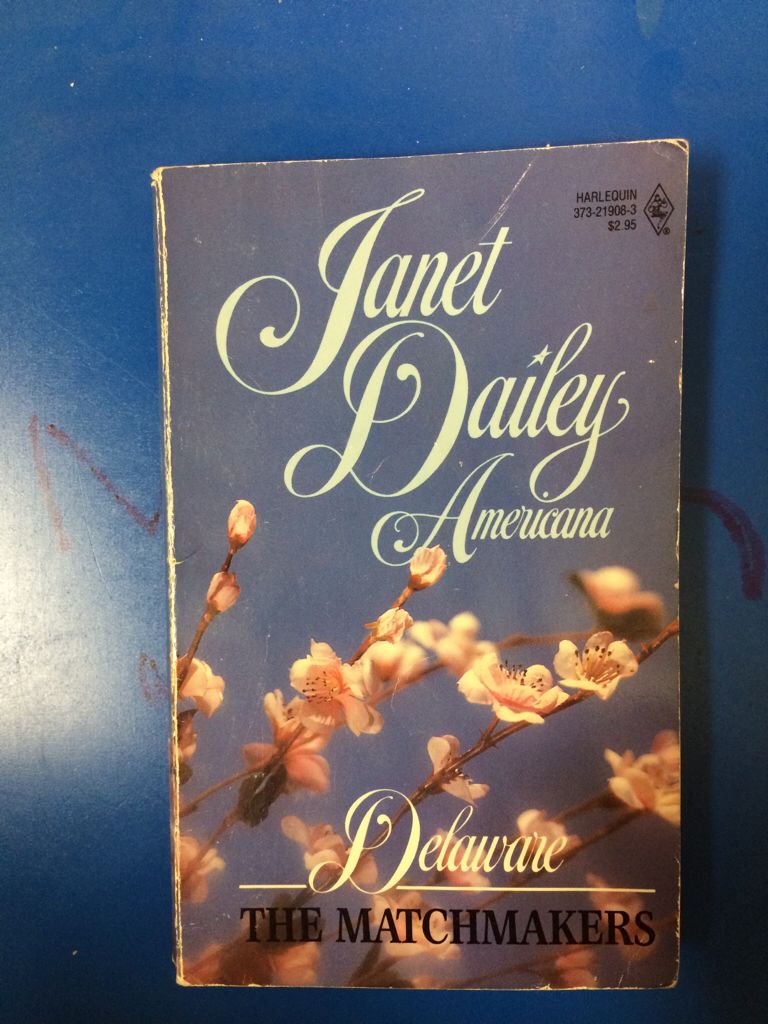 HARLEQUIN
373-21908-3
$2.95
Janet
Dailey
Americana
Delaware
THE MATCHMAKERS